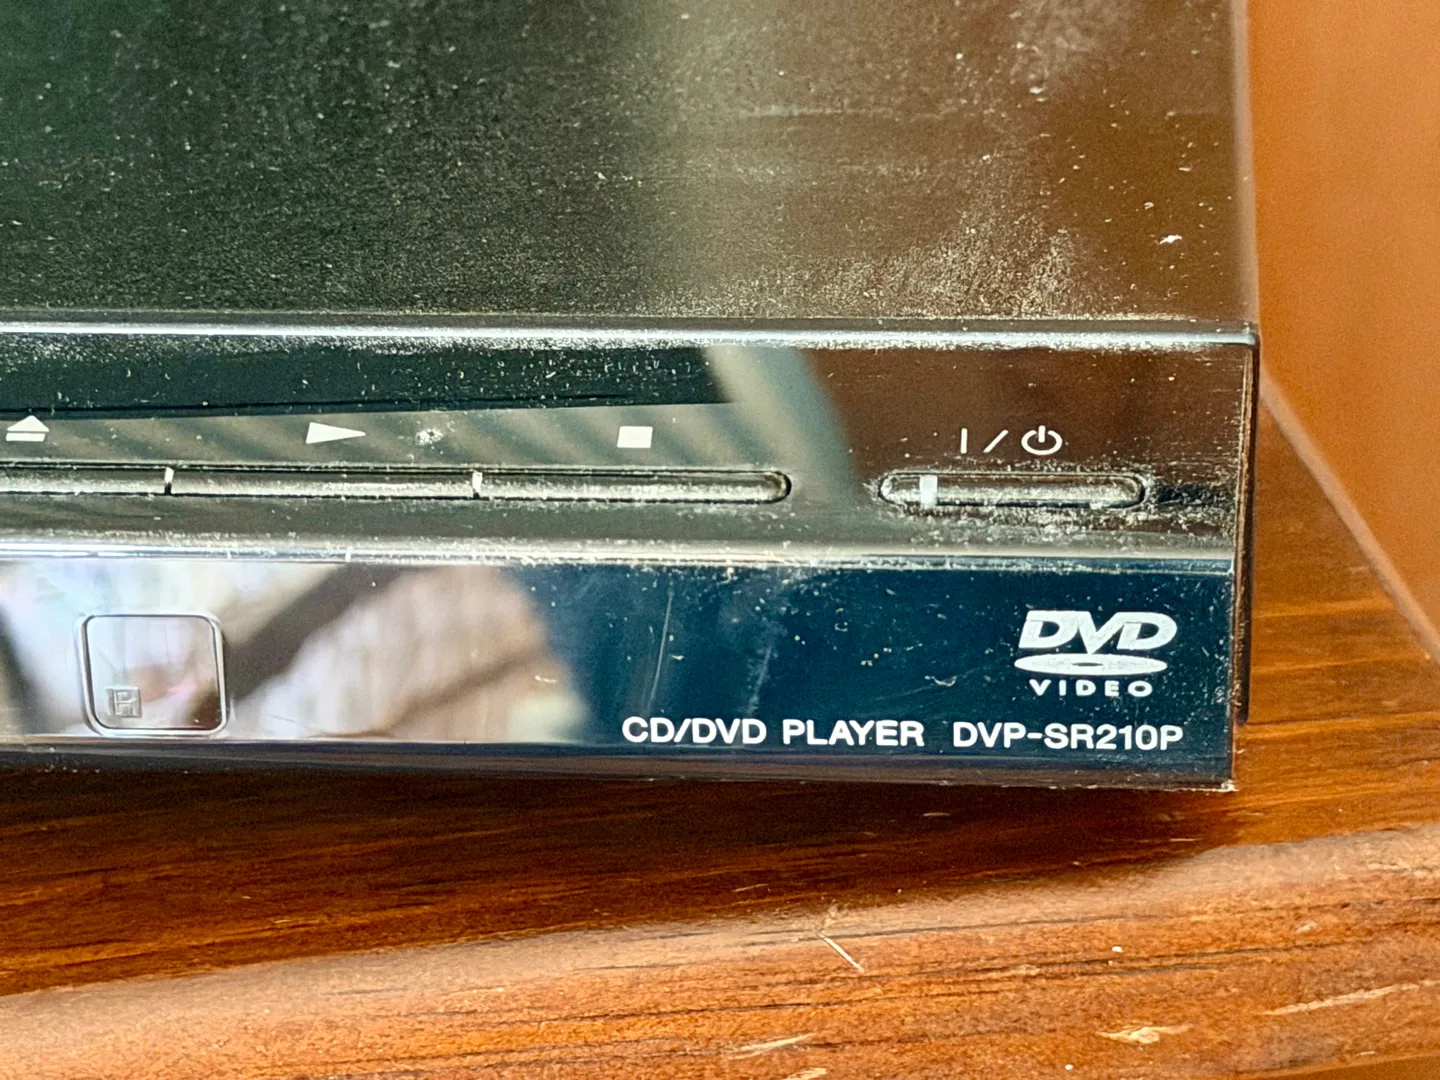 I/⏻
DVD
VIDEO
CD/DVD PLAYER DVP-SR210P